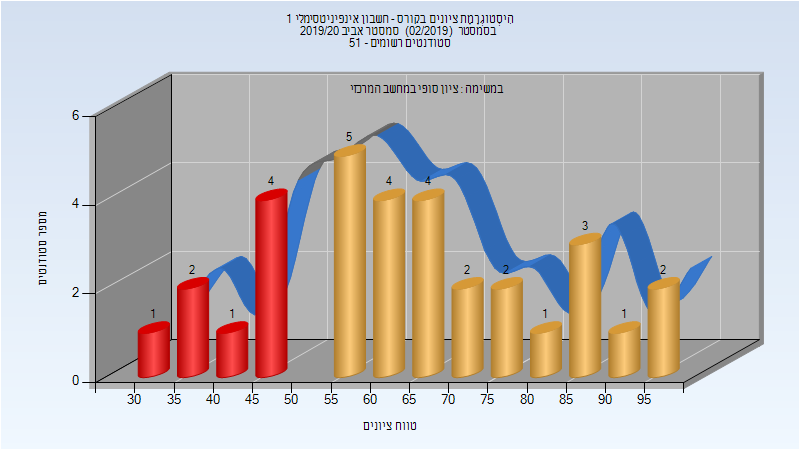 היסטוגרמת ציונים בקורס - חשבון אינפיניטסימלי 1
בסמסטר (02/2019) סמסטר אביב 2019/20
סטודנטים רשומים - 51
במשימה : ציון סופי במחשב המרכזי
מספר סטודנטים
6
4
2
0
1
2
1
4
5
4
4
2
2
1
3
1
2
30 35 40 45 50 55 60 65 70 75 80 85 90 95
טווח ציונים